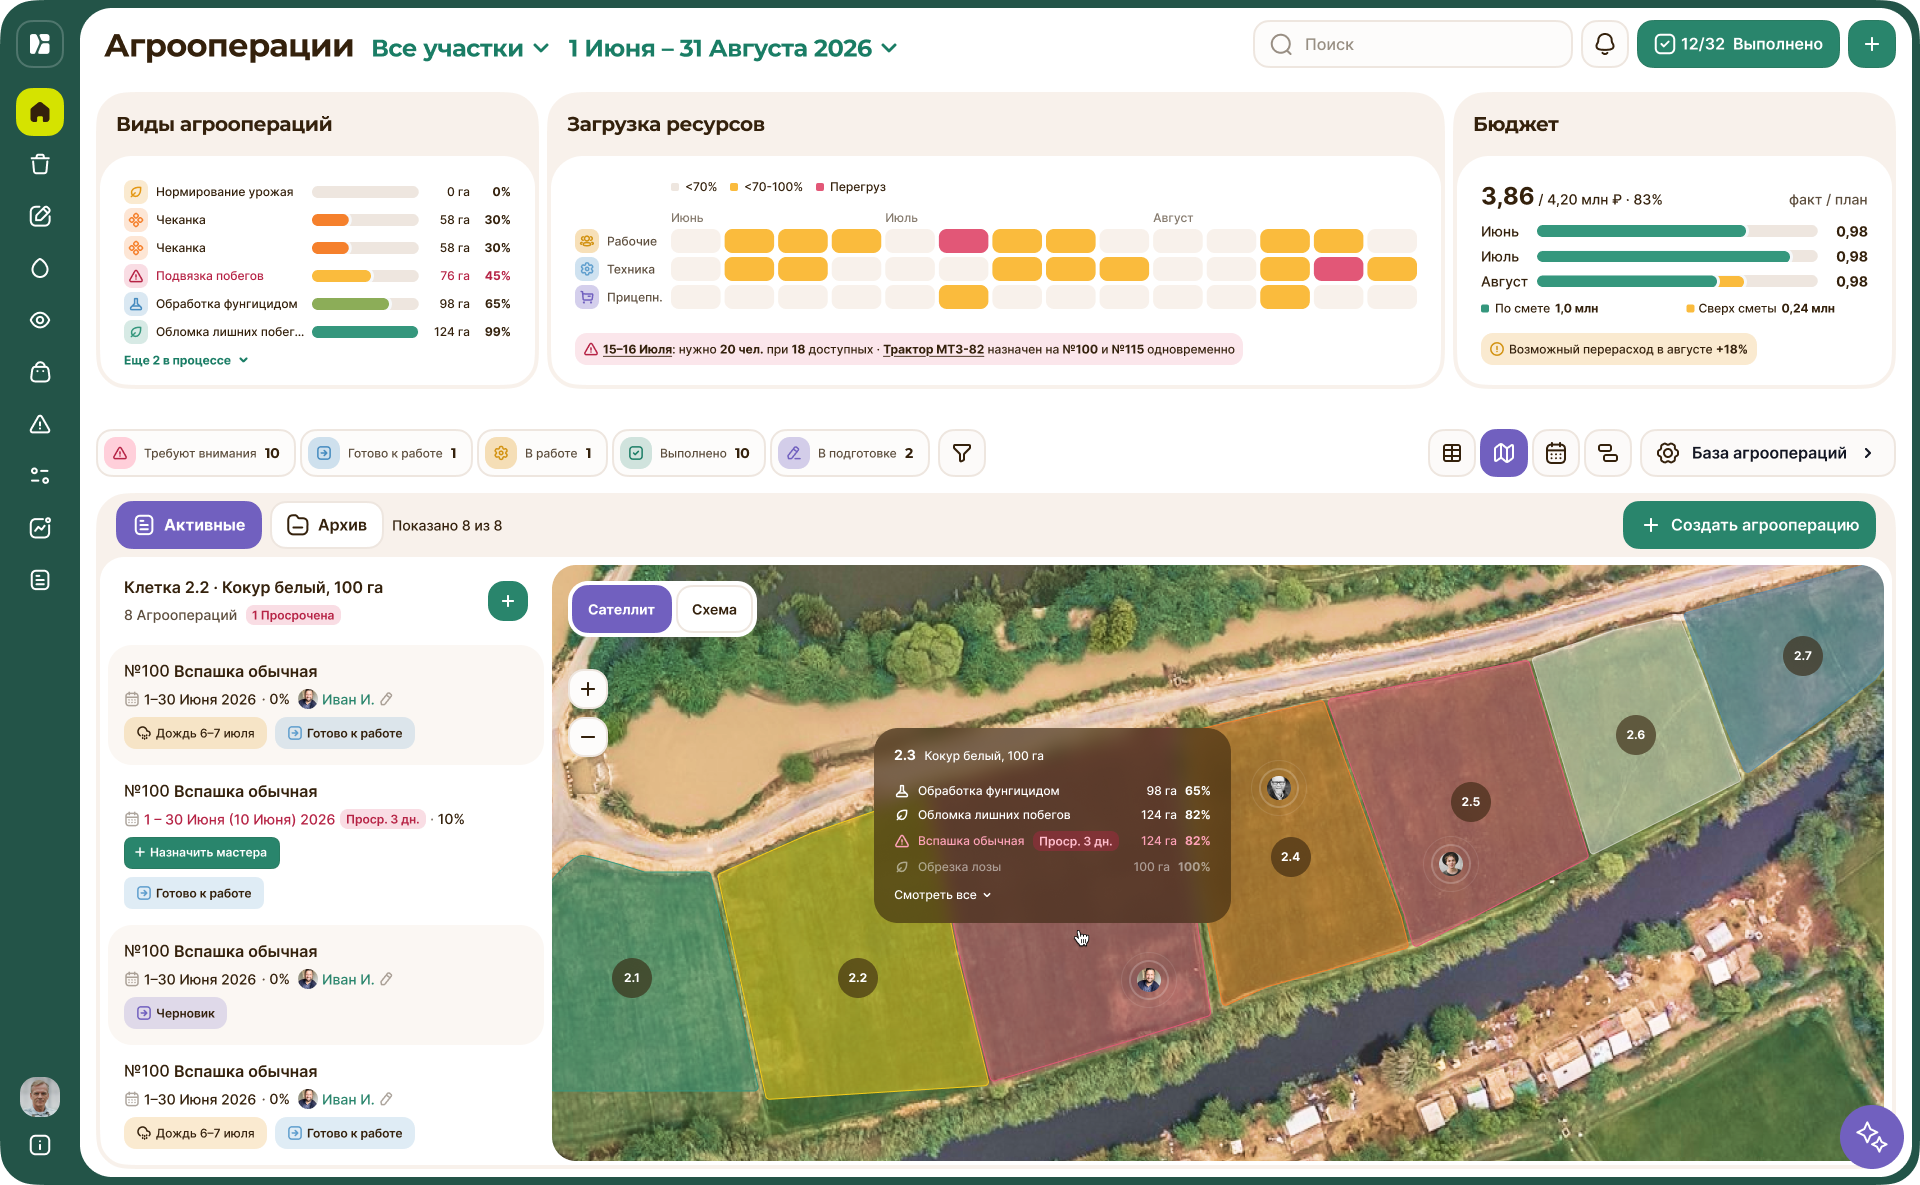 Агрооперации
Все участки
1 Июня – 31 Августа 2026
Поиск
12/32 Выполнено
Виды агроопераций
Нормирование урожая 0 га 0%
Чеканка 58 га 30%
Чеканка 58 га 30%
Подвязка побегов 76 га 45%
Обработка фунгицидом 98 га 65%
Обломка лишних побег... 124 га 99%
Еще 2 в процессе
Загрузка ресурсов
<70% <70-100% Перегруз
Июнь Июль Август
Рабочие
Техника
Прицепн.
15–16 Июля: нужно 20 чел. при 18 доступных · Трактор МТЗ-82 назначен на №100 и №115 одновременно
Бюджет
3,86 / 4,20 млн ₽ · 83% факт / план
Июнь 0,98
Июль 0,98
Август 0,98
По смете 1,0 млн Сверх сметы 0,24 млн
Возможный перерасход в августе +18%
Требуют внимания 10
Готово к работе 1
В работе 1
Выполнено 10
В подготовке 2
База агроопераций
Активные
Архив
Показано 8 из 8
Создать агрооперацию
Клетка 2.2 · Кокур белый, 100 га
8 Агроопераций 1 Просрочена
№100 Вспашка обычная
1–30 Июня 2026 · 0% Иван И.
Дождь 6–7 июля Готово к работе
№100 Вспашка обычная
1 – 30 Июня (10 Июня) 2026 Проср. 3 дн. · 10%
+ Назначить мастера
Готово к работе
№100 Вспашка обычная
1–30 Июня 2026 · 0% Иван И.
Черновик
№100 Вспашка обычная
1–30 Июня 2026 · 0% Иван И.
Дождь 6–7 июля Готово к работе
Сателлит
Схема
2.3 Кокур белый, 100 га
Обработка фунгицидом 98 га 65%
Обломка лишних побегов 124 га 82%
Вспашка обычная Проср. 3 дн. 124 га 82%
Обрезка лозы 100 га 100%
Смотреть все
2.1
2.2
2.4
2.5
2.6
2.7